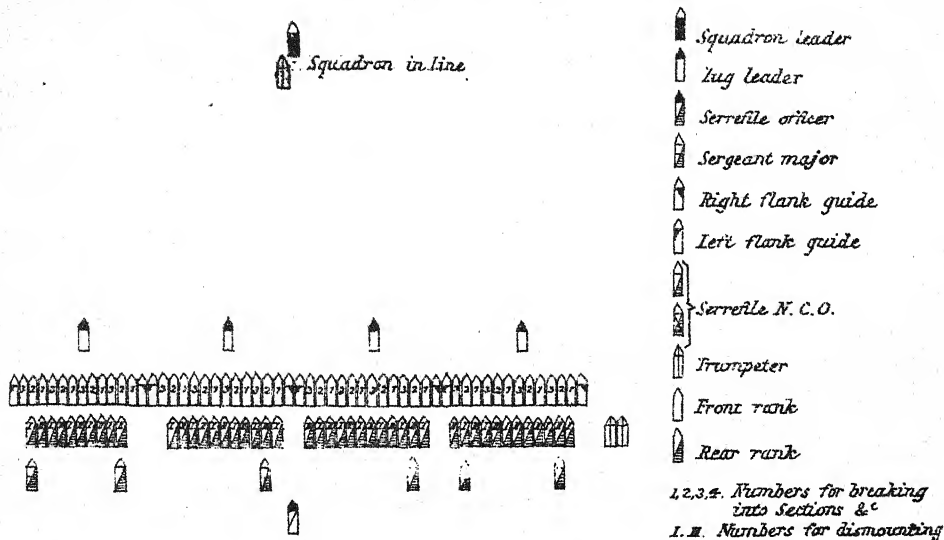 Squadron in line
Squadron leader
Zug leader
Serrefile officer
Sergeant major
Right flank guide
Left flank guide
Serrefile N.C.O.
Trumpeter
Front rank
Rear rank
1,2,3,4. Numbers for breaking
into Sections &c
I. II. Numbers for dismounting